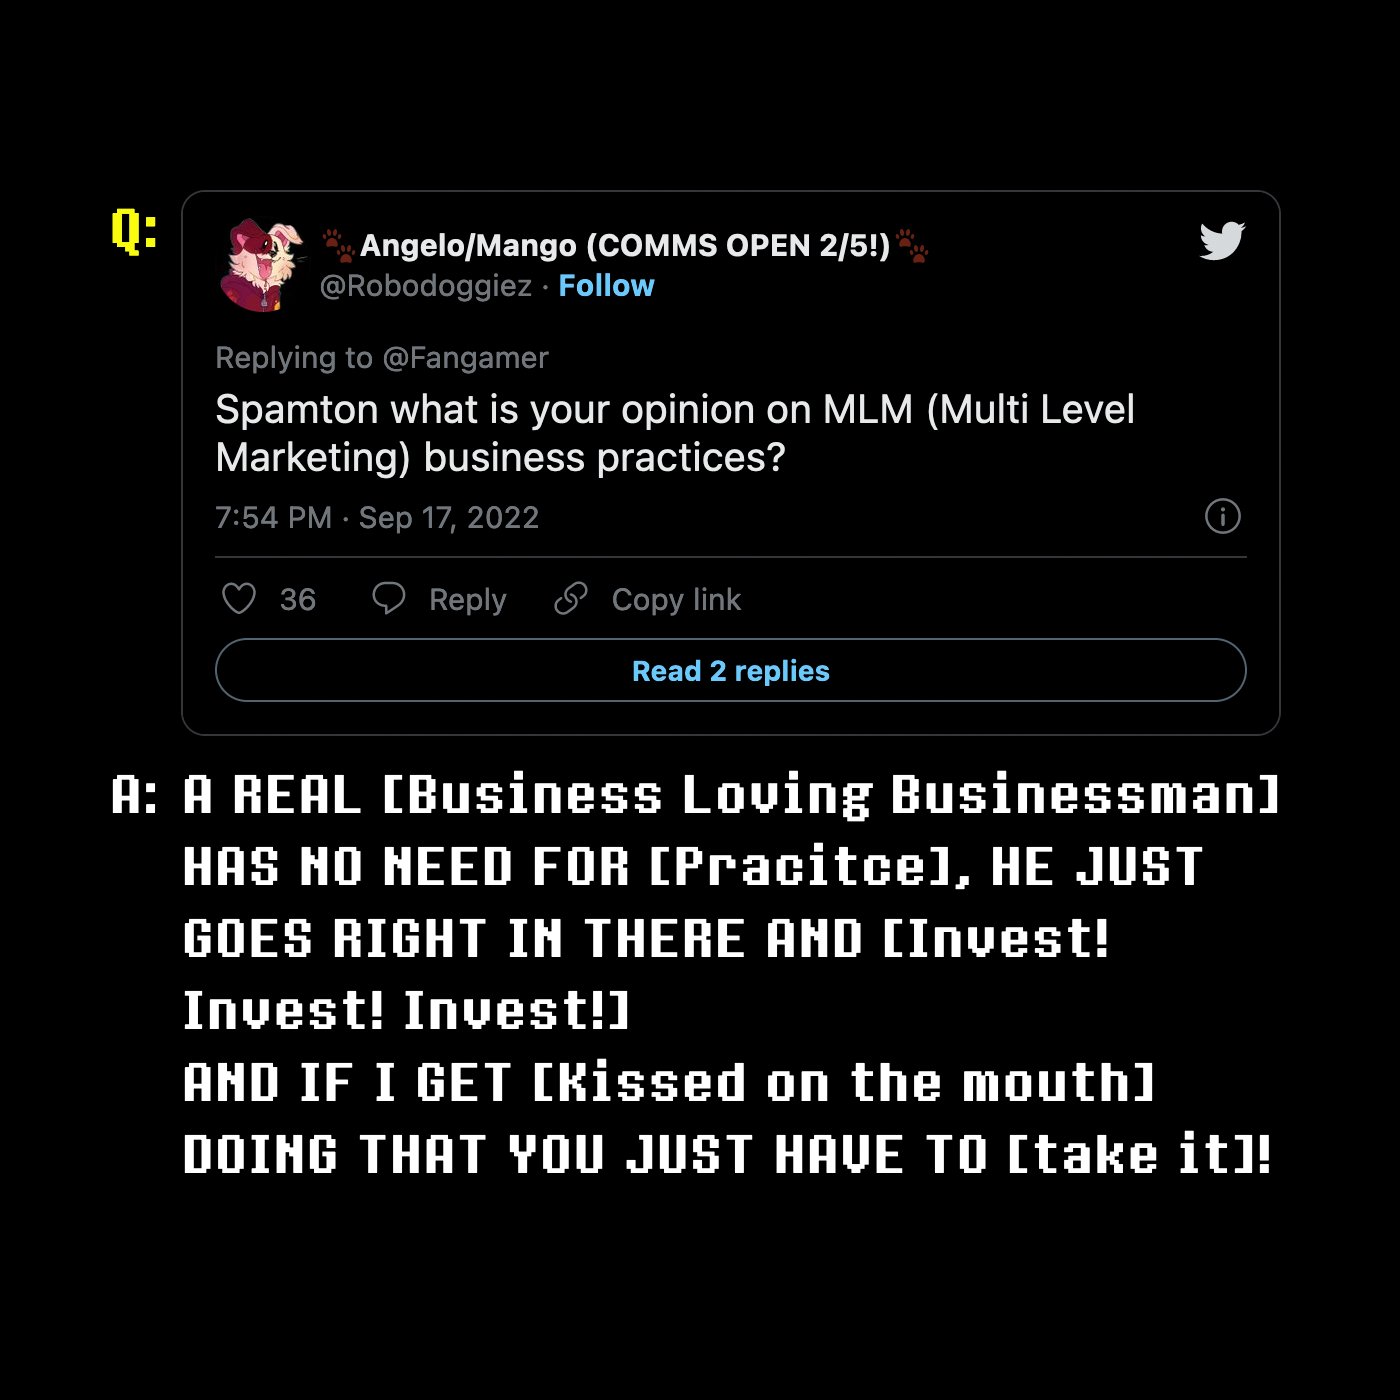 Q:
🐾Angelo/Mango (COMMS OPEN 2/5!)🐾
@Robodoggiez · Follow
Replying to @Fangamer
Spamton what is your opinion on MLM (Multi Level
Marketing) business practices?
7:54 PM · Sep 17, 2022
36 Reply Copy link
Read 2 replies
A: A REAL [Business Loving Businessman]
HAS NO NEED FOR [Pracitce], HE JUST
GOES RIGHT IN THERE AND [Invest!
Invest! Invest!]
AND IF I GET [Kissed on the mouth]
DOING THAT YOU JUST HAVE TO [take it]!